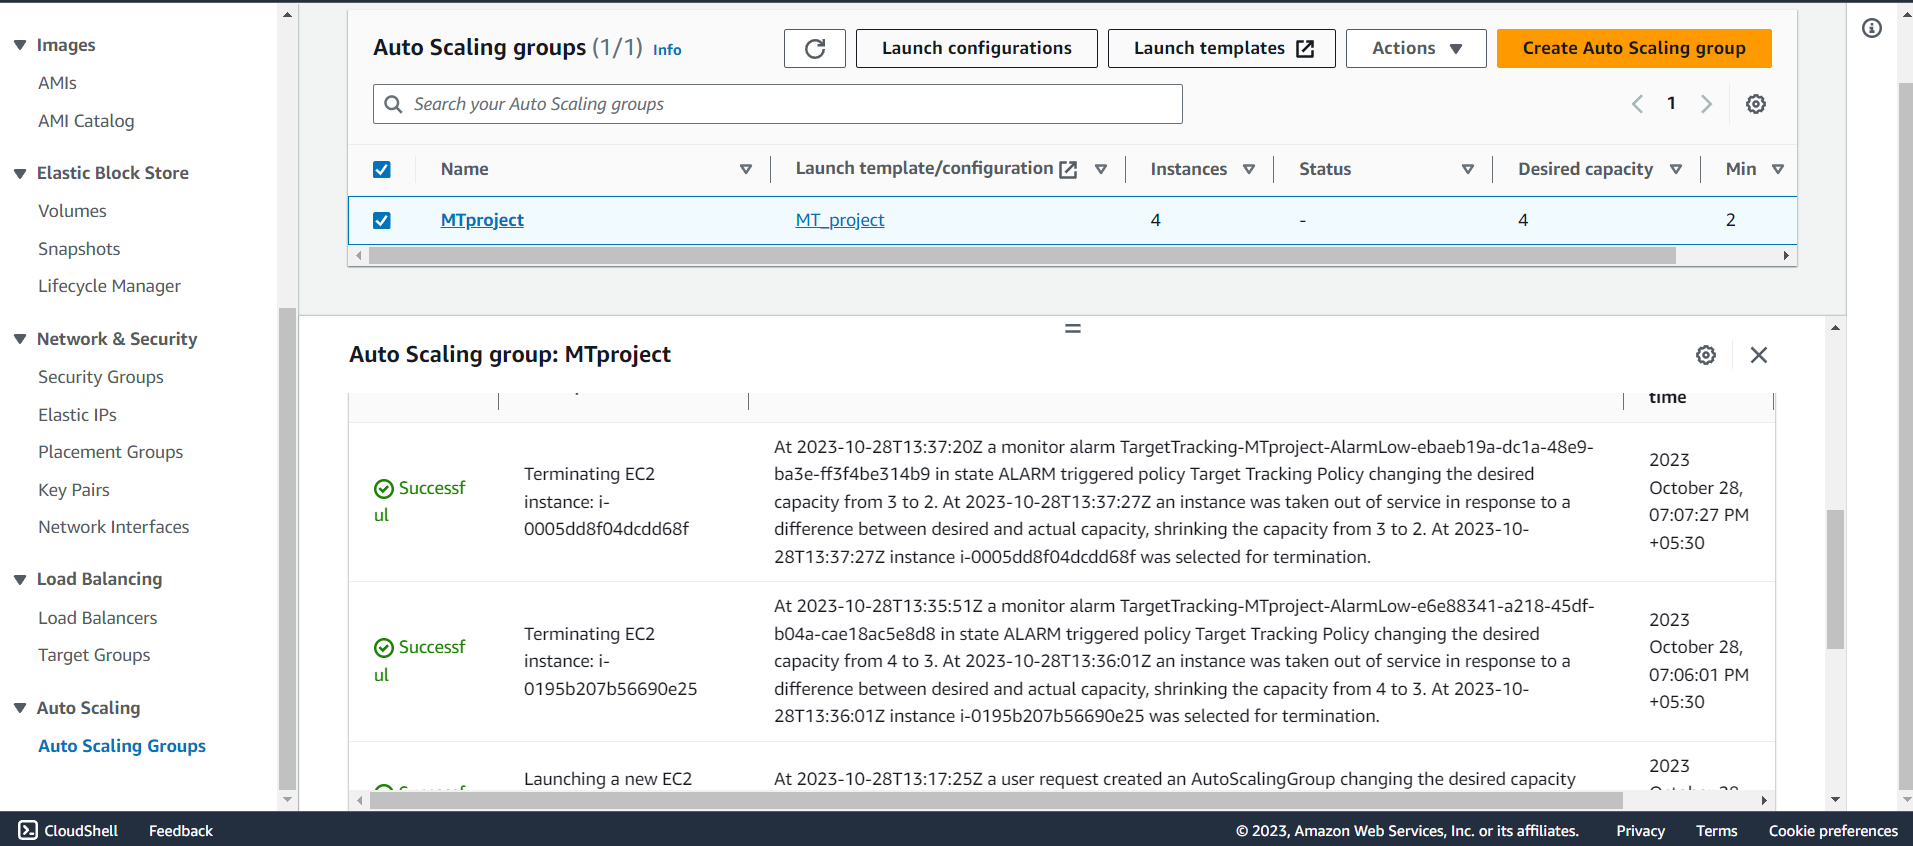 Images
AMIs
AMI Catalog
Elastic Block Store
Volumes
Snapshots
Lifecycle Manager
Network & Security
Security Groups
Elastic IPs
Placement Groups
Key Pairs
Network Interfaces
Load Balancing
Load Balancers
Target Groups
Auto Scaling
Auto Scaling Groups
Auto Scaling groups (1/1) Info
Launch configurations
Launch templates
Actions
Create Auto Scaling group
Search your Auto Scaling groups
1
Name Launch template/configuration Instances Status Desired capacity Min
MTproject MT_project 4 - 4 2
Auto Scaling group: MTproject
time
Successf
ul
Terminating EC2
instance: i-
0005dd8f04dcdd68f
At 2023-10-28T13:37:20Z a monitor alarm TargetTracking-MTproject-AlarmLow-ebaeb19a-dc1a-48e9-
ba3e-ff3f4be314b9 in state ALARM triggered policy Target Tracking Policy changing the desired
capacity from 3 to 2. At 2023-10-28T13:37:27Z an instance was taken out of service in response to a
difference between desired and actual capacity, shrinking the capacity from 3 to 2. At 2023-10-
28T13:37:27Z instance i-0005dd8f04dcdd68f was selected for termination.
2023
October 28,
07:07:27 PM
+05:30
Successf
ul
Terminating EC2
instance: i-
0195b207b56690e25
At 2023-10-28T13:35:51Z a monitor alarm TargetTracking-MTproject-AlarmLow-e6e88341-a218-45df-
b04a-cae18ac5e8d8 in state ALARM triggered policy Target Tracking Policy changing the desired
capacity from 4 to 3. At 2023-10-28T13:36:01Z an instance was taken out of service in response to a
difference between desired and actual capacity, shrinking the capacity from 4 to 3. At 2023-10-
28T13:36:01Z instance i-0195b207b56690e25 was selected for termination.
2023
October 28,
07:06:01 PM
+05:30
Launching a new EC2
At 2023-10-28T13:17:25Z a user request created an AutoScalingGroup changing the desired capacity
2023
CloudShell Feedback
© 2023, Amazon Web Services, Inc. or its affiliates. Privacy Terms Cookie preferences